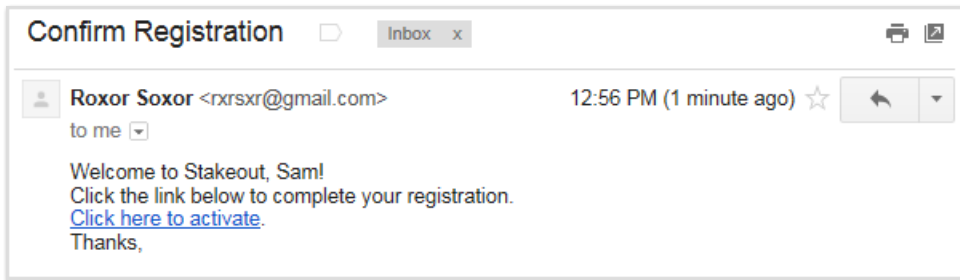 Confirm Registration Inbox x
Roxor Soxor <rxrsxr@gmail.com> 12:56 PM (1 minute ago)
to me
Welcome to Stakeout, Sam!
Click the link below to complete your registration.
Click here to activate.
Thanks,